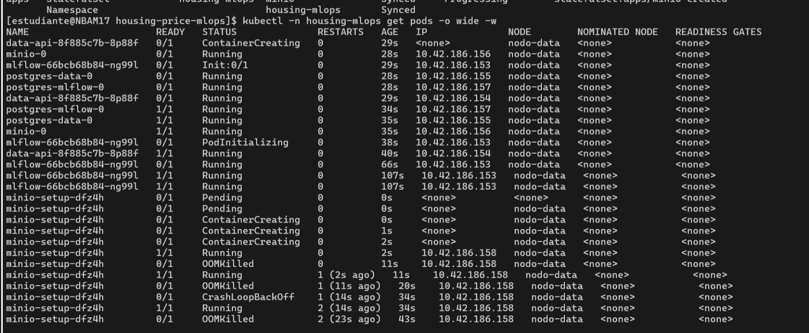 apps StatefulSet housing-mlops minio Synced Progressing statefulset.apps/minio created
Namespace housing-mlops Synced
[estudiante@NBAM17 housing-price-mlops]$ kubectl -n housing-mlops get pods -o wide -w
NAME READY STATUS RESTARTS AGE IP NODE NOMINATED NODE READINESS GATES
data-api-8f885c7b-8p88f 0/1 ContainerCreating 0 29s <none> nodo-data <none> <none>
minio-0 0/1 Running 0 28s 10.42.186.156 nodo-data <none> <none>
mlflow-66bcb68b84-ng99l 0/1 Init:0/1 0 29s 10.42.186.153 nodo-data <none> <none>
postgres-data-0 0/1 Running 0 28s 10.42.186.155 nodo-data <none> <none>
postgres-mlflow-0 0/1 Running 0 28s 10.42.186.157 nodo-data <none> <none>
data-api-8f885c7b-8p88f 0/1 Running 0 29s 10.42.186.154 nodo-data <none> <none>
postgres-mlflow-0 1/1 Running 0 34s 10.42.186.157 nodo-data <none> <none>
postgres-data-0 1/1 Running 0 35s 10.42.186.155 nodo-data <none> <none>
minio-0 1/1 Running 0 35s 10.42.186.156 nodo-data <none> <none>
mlflow-66bcb68b84-ng99l 0/1 PodInitializing 0 38s 10.42.186.153 nodo-data <none> <none>
data-api-8f885c7b-8p88f 1/1 Running 0 40s 10.42.186.154 nodo-data <none> <none>
mlflow-66bcb68b84-ng99l 0/1 Running 0 66s 10.42.186.153 nodo-data <none> <none>
mlflow-66bcb68b84-ng99l 1/1 Running 0 107s 10.42.186.153 nodo-data <none> <none>
mlflow-66bcb68b84-ng99l 1/1 Running 0 107s 10.42.186.153 nodo-data <none> <none>
minio-setup-dfz4h 0/1 Pending 0 0s <none> <none> <none> <none>
minio-setup-dfz4h 0/1 Pending 0 0s <none> nodo-data <none> <none>
minio-setup-dfz4h 0/1 ContainerCreating 0 0s <none> nodo-data <none> <none>
minio-setup-dfz4h 0/1 ContainerCreating 0 1s <none> nodo-data <none> <none>
minio-setup-dfz4h 0/1 ContainerCreating 0 2s <none> nodo-data <none> <none>
minio-setup-dfz4h 1/1 Running 0 2s 10.42.186.158 nodo-data <none> <none>
minio-setup-dfz4h 0/1 OOMKilled 0 11s 10.42.186.158 nodo-data <none> <none>
minio-setup-dfz4h 1/1 Running 1 (2s ago) 11s 10.42.186.158 nodo-data <none> <none>
minio-setup-dfz4h 0/1 OOMKilled 1 (11s ago) 20s 10.42.186.158 nodo-data <none> <none>
minio-setup-dfz4h 0/1 CrashLoopBackOff 1 (14s ago) 34s 10.42.186.158 nodo-data <none> <none>
minio-setup-dfz4h 1/1 Running 2 (14s ago) 34s 10.42.186.158 nodo-data <none> <none>
minio-setup-dfz4h 0/1 OOMKilled 2 (23s ago) 43s 10.42.186.158 nodo-data <none> <none>